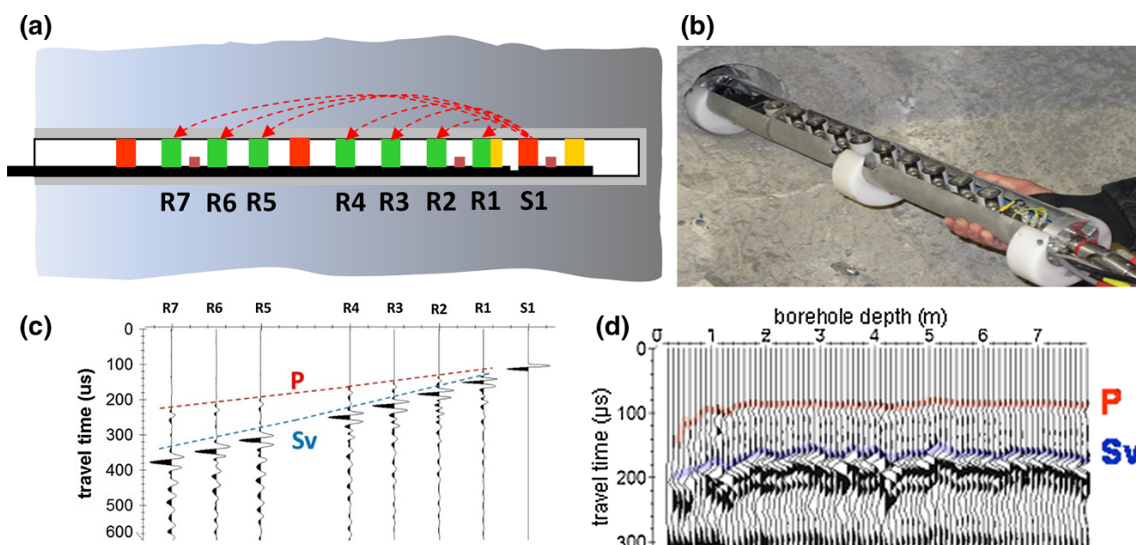 (a)
R7 R6 R5 R4 R3 R2 R1 S1
(b)
(c)
R7 R6 R5 R4 R3 R2 R1 S1
travel time (us)
0
100
200
300
400
500
600
P
Sv
(d)
borehole depth (m)
0 1 2 3 4 5 6 7
travel time (µs)
0
100
200
300
P
Sv